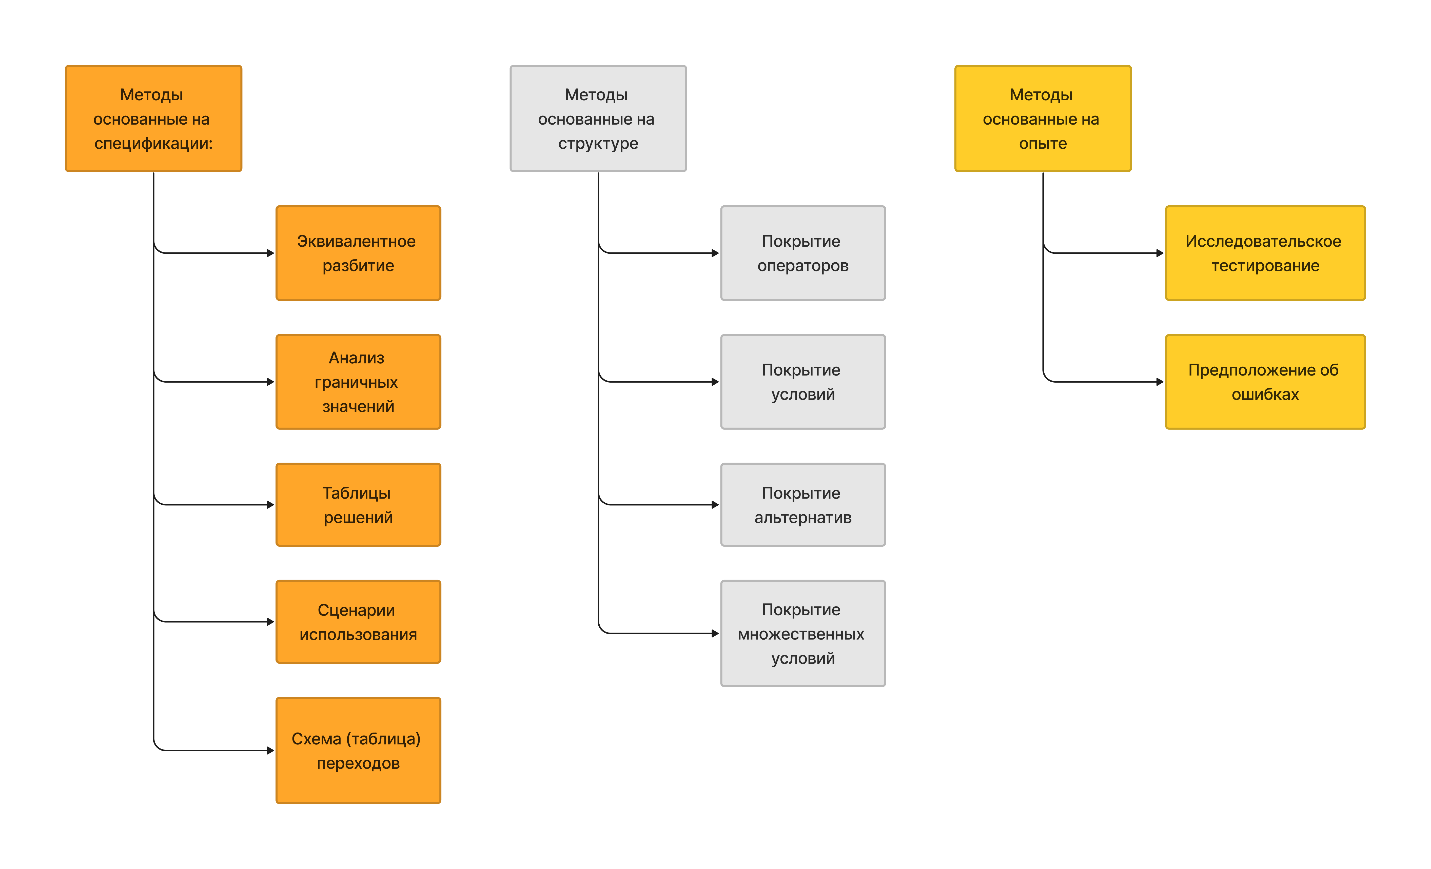 Методы
основанные на
спецификации:
Эквивалентное
разбитие
Анализ
граничных
значений
Таблицы
решений
Сценарии
использования
Схема (таблица)
переходов
Методы
основанные на
структуре
Покрытие
операторов
Покрытие
условий
Покрытие
альтернатив
Покрытие
множественных
условий
Методы
основанные на
опыте
Исследовательское
тестирование
Предположение об
ошибках